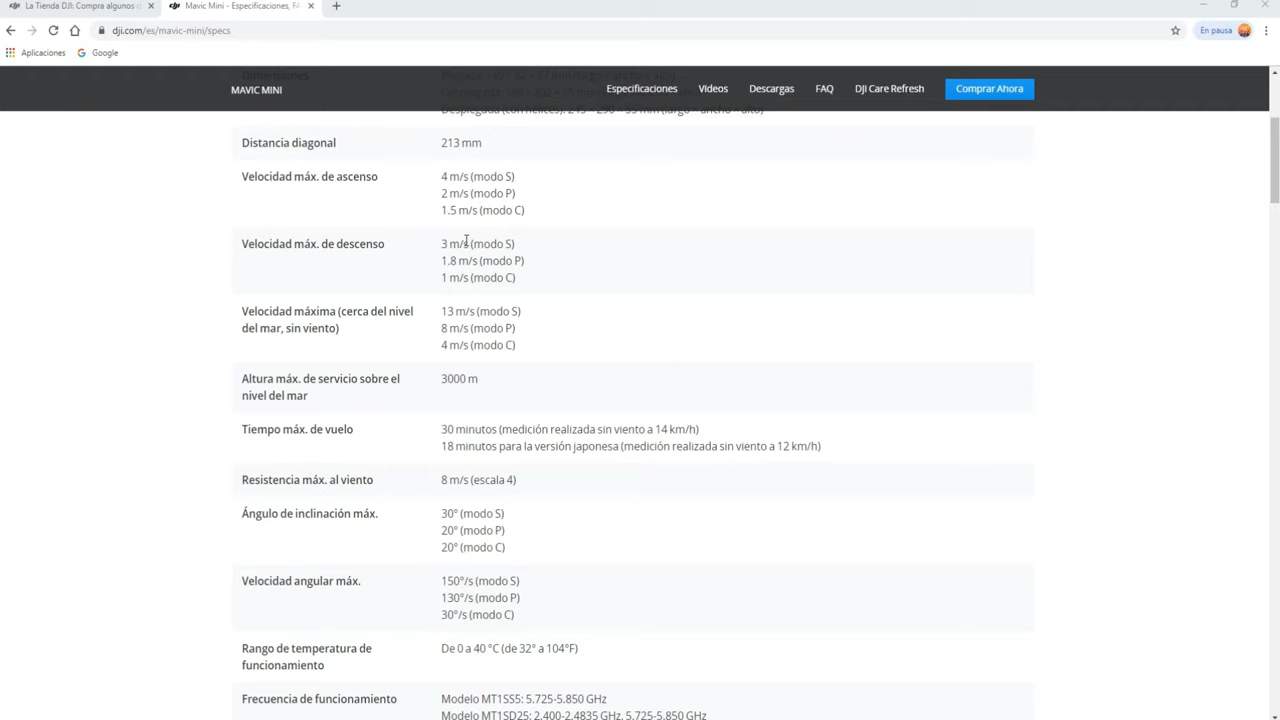 La Tienda DJI: Compra algunos d
Mavic Mini - Especificaciones, FA
dji.com/es/mavic-mini/specs
En pausa
Aplicaciones
Google
MAVIC MINI
Especificaciones
Videos
Descargas
FAQ
DJI Care Refresh
Comprar Ahora
Dimensiones
Desplegada (con hélices): 245 × 290 × 55 mm (largo × ancho × alto)
Distancia diagonal
213 mm
Velocidad máx. de ascenso
4 m/s (modo S)
2 m/s (modo P)
1.5 m/s (modo C)
Velocidad máx. de descenso
3 m/s (modo S)
1.8 m/s (modo P)
1 m/s (modo C)
Velocidad máxima (cerca del nivel
del mar, sin viento)
13 m/s (modo S)
8 m/s (modo P)
4 m/s (modo C)
Altura máx. de servicio sobre el
nivel del mar
3000 m
Tiempo máx. de vuelo
30 minutos (medición realizada sin viento a 14 km/h)
18 minutos para la versión japonesa (medición realizada sin viento a 12 km/h)
Resistencia máx. al viento
8 m/s (escala 4)
Ángulo de inclinación máx.
30° (modo S)
20° (modo P)
20° (modo C)
Velocidad angular máx.
150°/s (modo S)
130°/s (modo P)
30°/s (modo C)
Rango de temperatura de
funcionamiento
De 0 a 40 °C (de 32° a 104°F)
Frecuencia de funcionamiento
Modelo MT1SS5: 5.725-5.850 GHz
Modelo MT1SD25: 2.400-2.4835 GHz, 5.725-5.850 GHz